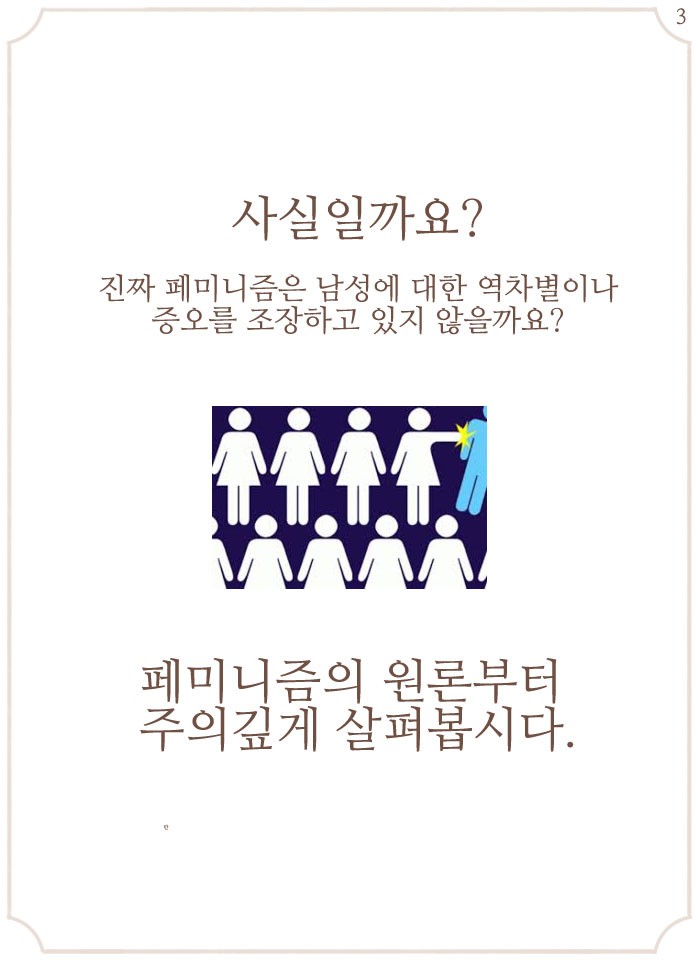 3
사실일까요?
진짜 페미니즘은 남성에 대한 역차별이나
증오를 조장하고 있지 않을까요?
페미니즘의 원론부터
주의깊게 살펴봅시다.
e